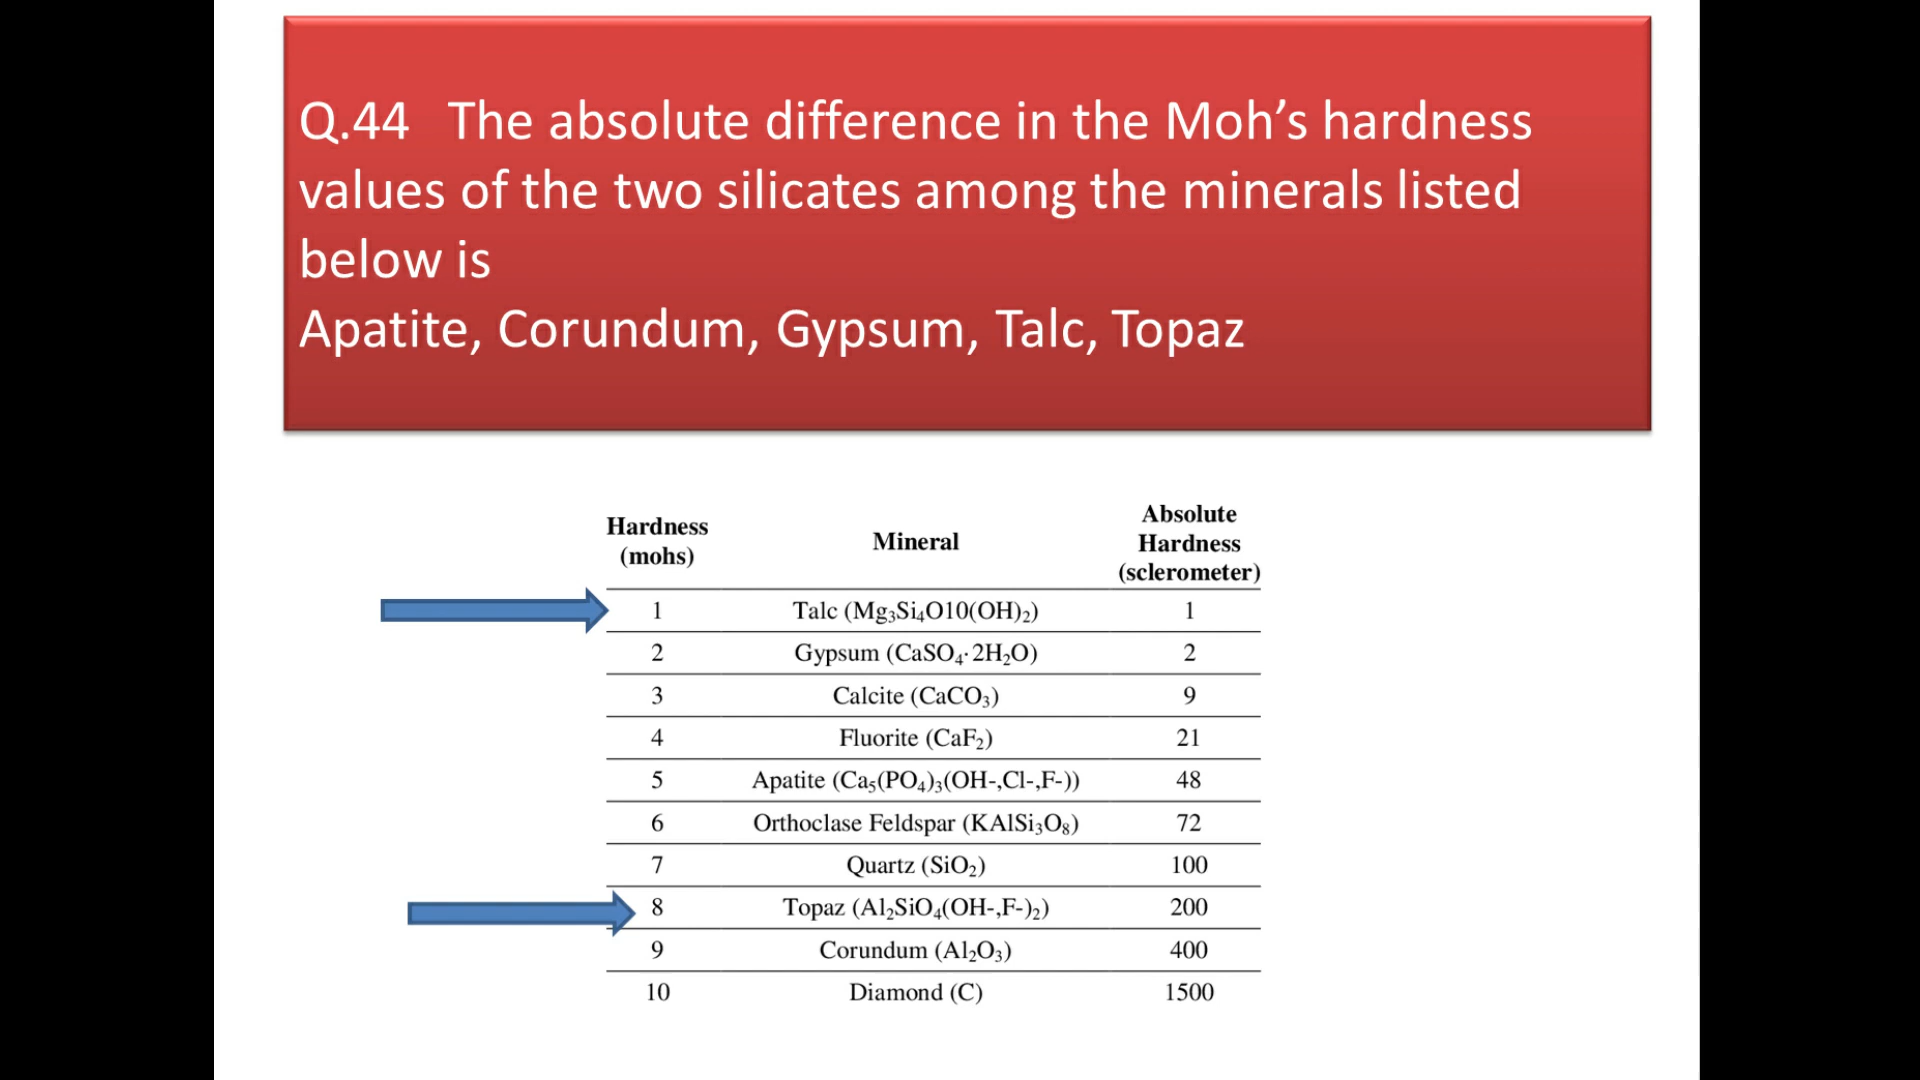 Q.44 The absolute difference in the Moh’s hardness
values of the two silicates among the minerals listed
below is
Apatite, Corundum, Gypsum, Talc, Topaz
Hardness (mohs) Mineral Absolute Hardness (sclerometer)
1 Talc (Mg₃Si₄O10(OH)₂) 1
2 Gypsum (CaSO₄·2H₂O) 2
3 Calcite (CaCO₃) 9
4 Fluorite (CaF₂) 21
5 Apatite (Ca₅(PO₄)₃(OH-,Cl-,F-)) 48
6 Orthoclase Feldspar (KAlSi₃O₈) 72
7 Quartz (SiO₂) 100
8 Topaz (Al₂SiO₄(OH-,F-)₂) 200
9 Corundum (Al₂O₃) 400
10 Diamond (C) 1500